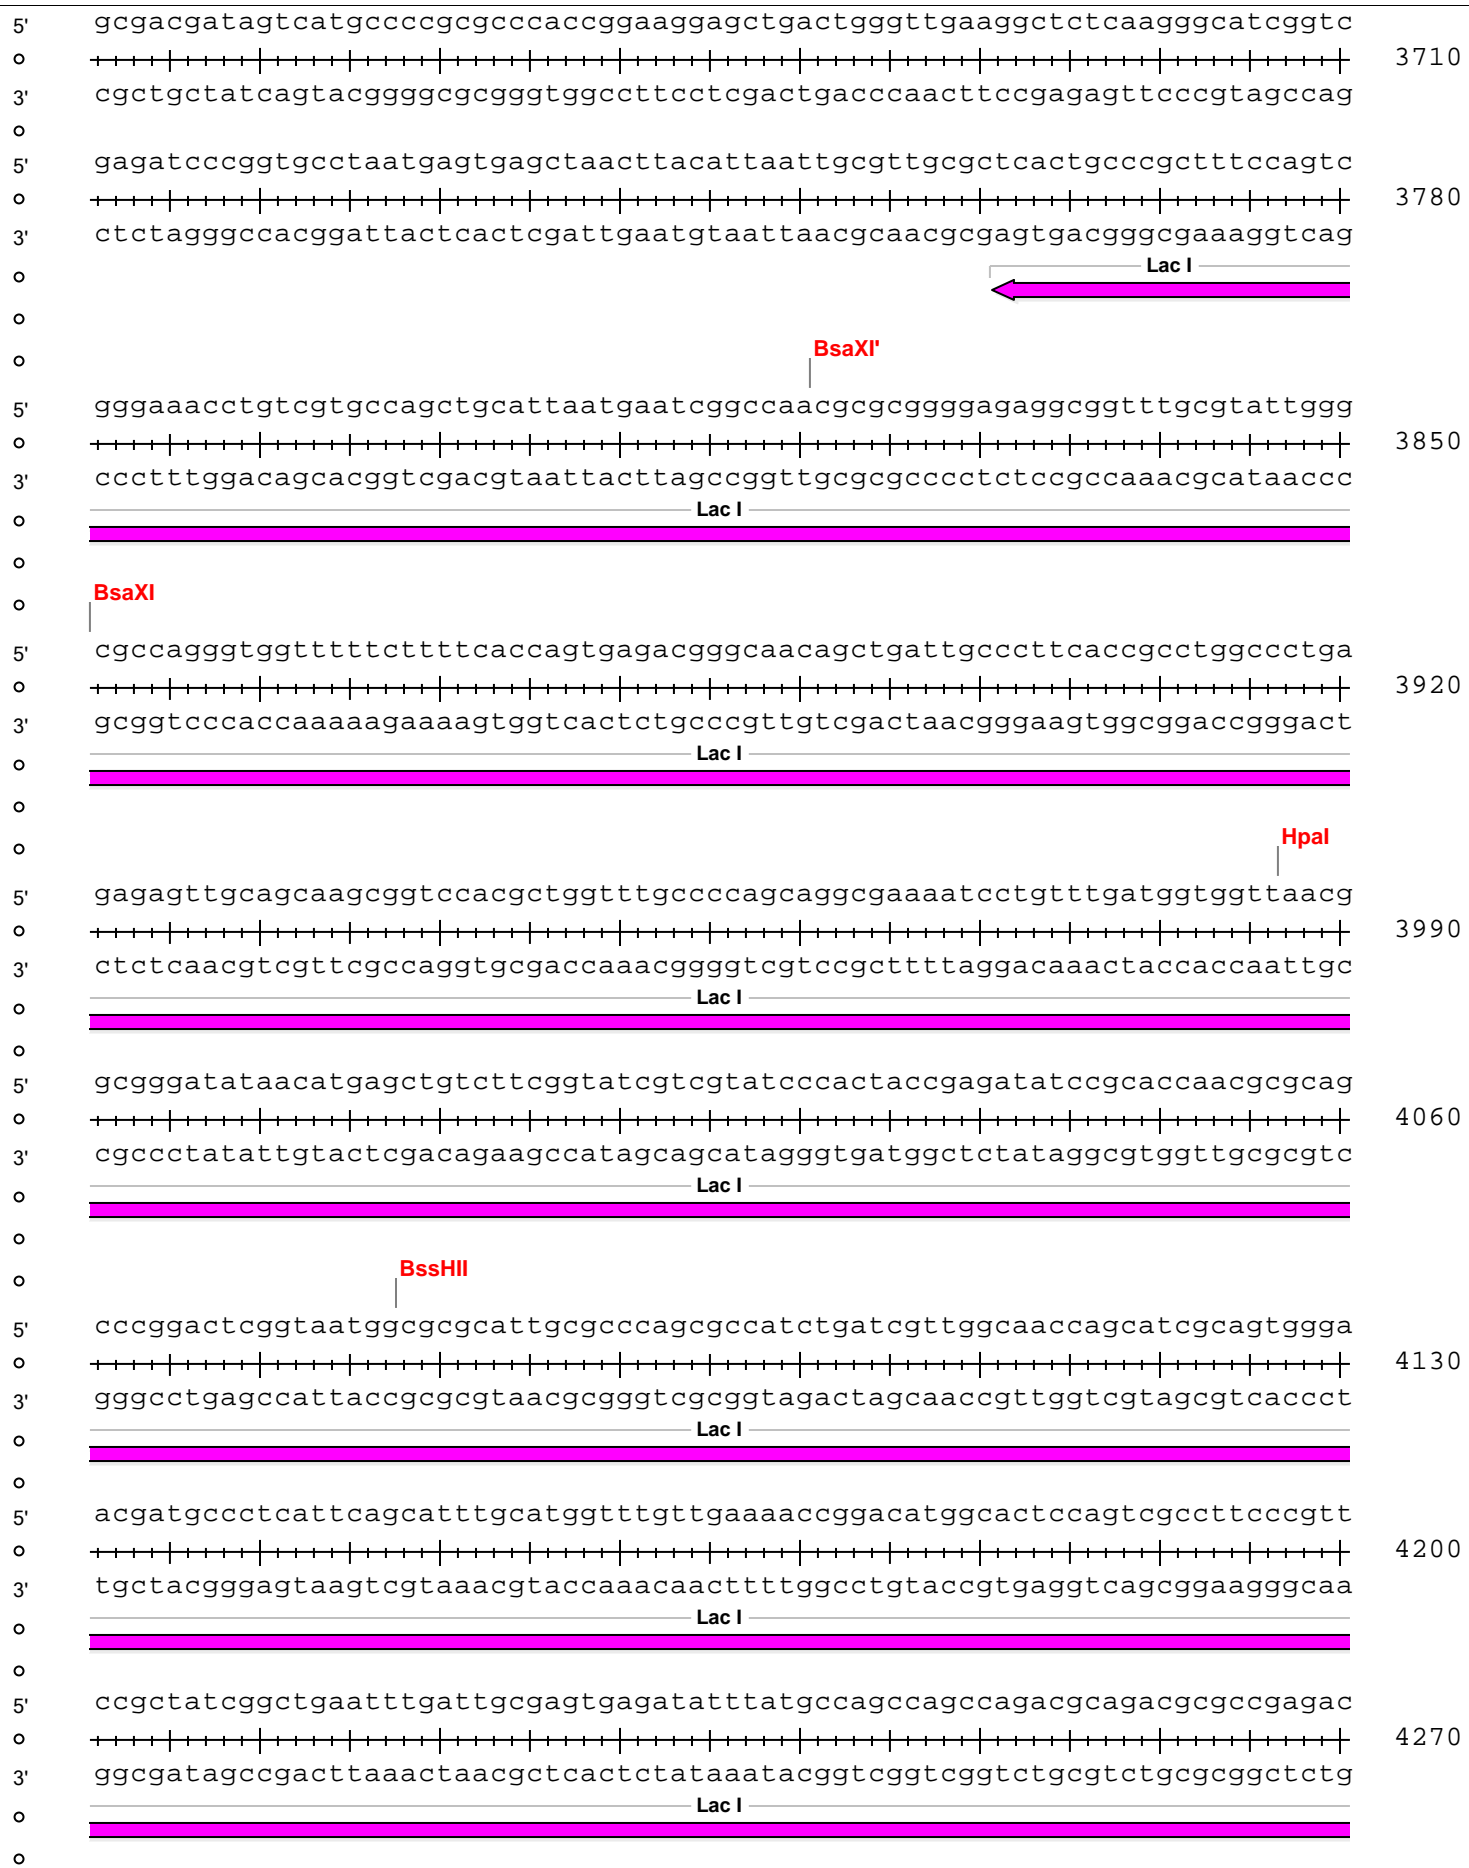 5' gcgacgatagtcatgccccgcgcccaccggaaggagctgactgggttgaaggctctcaagggcatcggtc
3710
3' cgctgctatcagtacggggcgcgggtggccttcctcgactgacccaacttccgagagttcccgtagccag
5' gagatcccggtgcctaatgagtgagctaacttacattaattgcgttgcgctcactgcccgctttccagtc
3780
3' ctctagggccacggattactcactcgattgaatgtaattaacgcaacgcgagtgacgggcgaaaggtcag
Lac I
BsaXI'
5' gggaaacctgtcgtgccagctgcattaatgaatcggccaacgcgcggggagaggcggtttgcgtattggg
3850
3' ccctttggacagcacggtcgacgtaattacttagccggttgcgcgcccctctccgccaaacgcataaccc
Lac I
BsaXI
5' cgccagggtggtttttcttttcaccagtgagacgggcaacagctgattgcccttcaccgcctggccctga
3920
3' gcggtcccaccaaaaagaaaagtggtcactctgcccgttgtcgactaacgggaagtggcggaccgggact
Lac I
HpaI
5' gagagttgcagcaagcggtccacgctggtttgccccagcaggcgaaaatcctgtttgatggtggttaacg
3990
3' ctctcaacgtcgttcgccaggtgcgaccaaacggggtcgtccgcttttaggacaaactaccaccaattgc
Lac I
5' gcgggatataacatgagctgtcttcggtatcgtcgtatcccactaccgagatatccgcaccaacgcgcag
4060
3' cgccctatattgtactcgacagaagccatagcagcatagggtgatggctctataggcgtggttgcgcgtc
Lac I
BssHII
5' cccggactcggtaatggcgcgcattgcgcccagcgccatctgatcgttggcaaccagcatcgcagtggga
4130
3' gggcctgagccattaccgcgcgtaacgcgggtcgcggtagactagcaaccgttggtcgtagcgtcaccct
Lac I
5' acgatgccctcattcagcatttgcatggtttgttgaaaaccggacatggcactccagtcgccttcccgtt
4200
3' tgctacgggagtaagtcgtaaacgtaccaaacaacttttggcctgtaccgtgaggtcagcggaagggcaa
Lac I
5' ccgctatcggctgaatttgattgcgagtgagatatttatgccagccagccagacgcagacgcgccgagac
4270
3' ggcgatagccgacttaaactaacgctcactctataaatacggtcggtcggtctgcgtctgcgcggctctg
Lac I